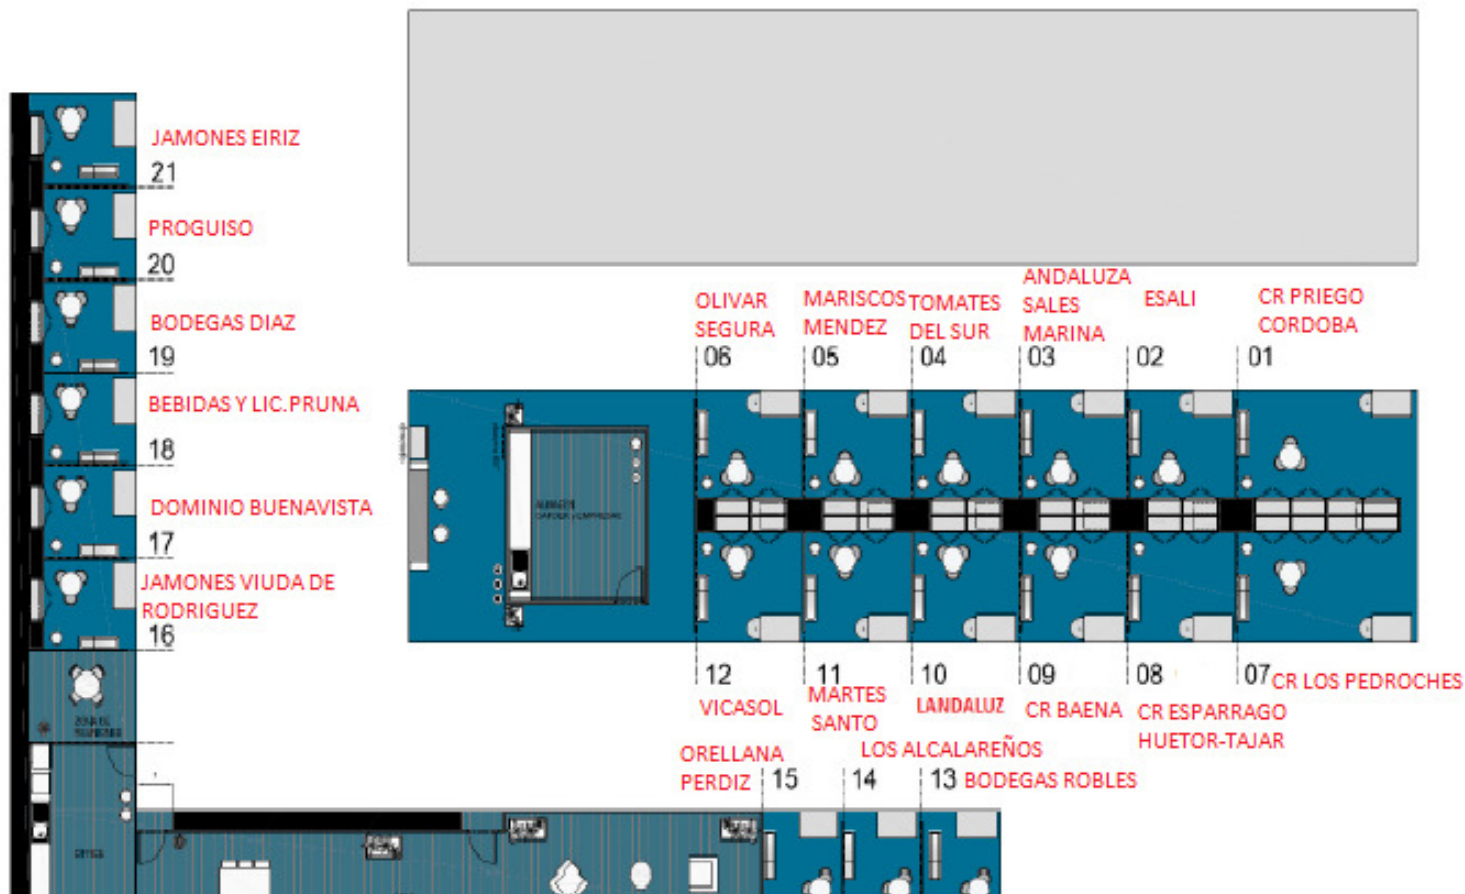 JAMONES EIRIZ
21
PROGUISO
20
BODEGAS DIAZ
19
BEBIDAS Y LIC.PRUNA
18
DOMINIO BUENAVISTA
17
JAMONES VIUDA DE
RODRIGUEZ
16
OLIVAR
SEGURA
06
MARISCOS
MENDEZ
05
TOMATES
DEL SUR
04
ANDALUZA
SALES
MARINA
03
ESALI
02
CR PRIEGO
CORDOBA
01
12
VICASOL
11
MARTES
SANTO
10
LANDALUZ
09
CR BAENA
08
CR ESPARRAGO
HUETOR-TAJAR
07 CR LOS PEDROCHES
ORELLANA
PERDIZ
15
LOS ALCALAREÑOS
14
13 BODEGAS ROBLES
ZONA DE
OFFICE